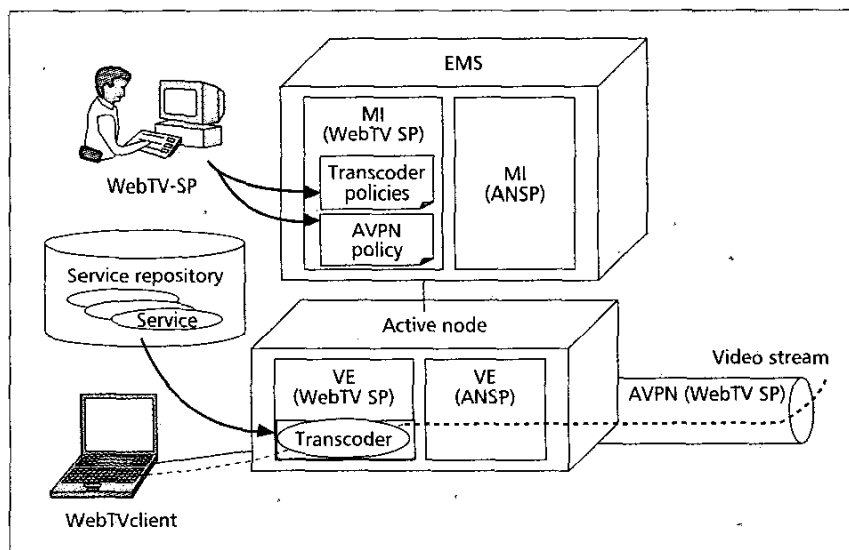 EMS
MI
(WebTV SP)
MI
(ANSP)
Transcoder
policies
AVPN
policy
WebTV-SP
Service repository
Service
Active node
VE
(WebTV SP)
VE
(ANSP)
Transcoder
Video stream
AVPN (WebTV SP)
WebTVclient